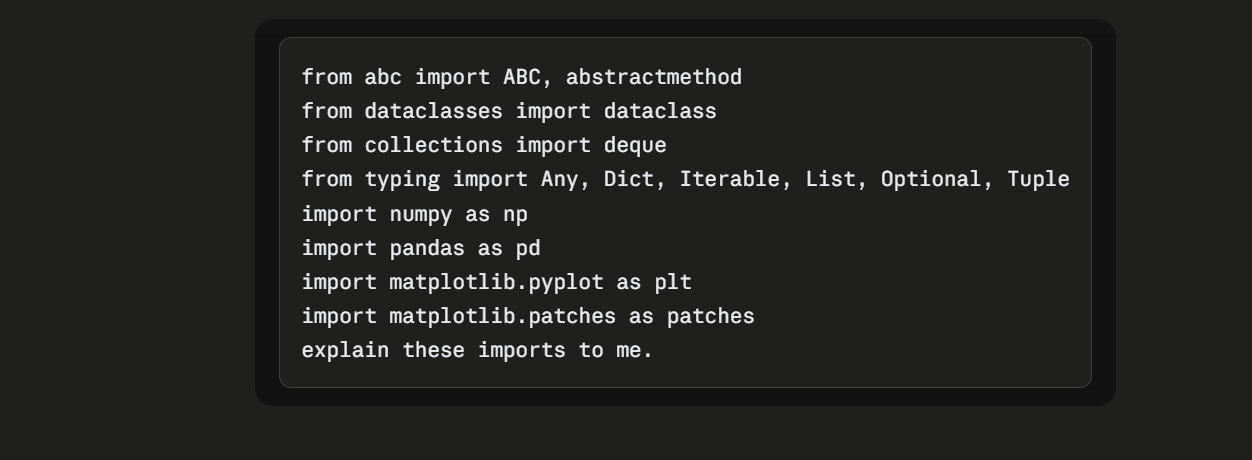 from abc import ABC, abstractmethod
from dataclasses import dataclass
from collections import deque
from typing import Any, Dict, Iterable, List, Optional, Tuple
import numpy as np
import pandas as pd
import matplotlib.pyplot as plt
import matplotlib.patches as patches
explain these imports to me.